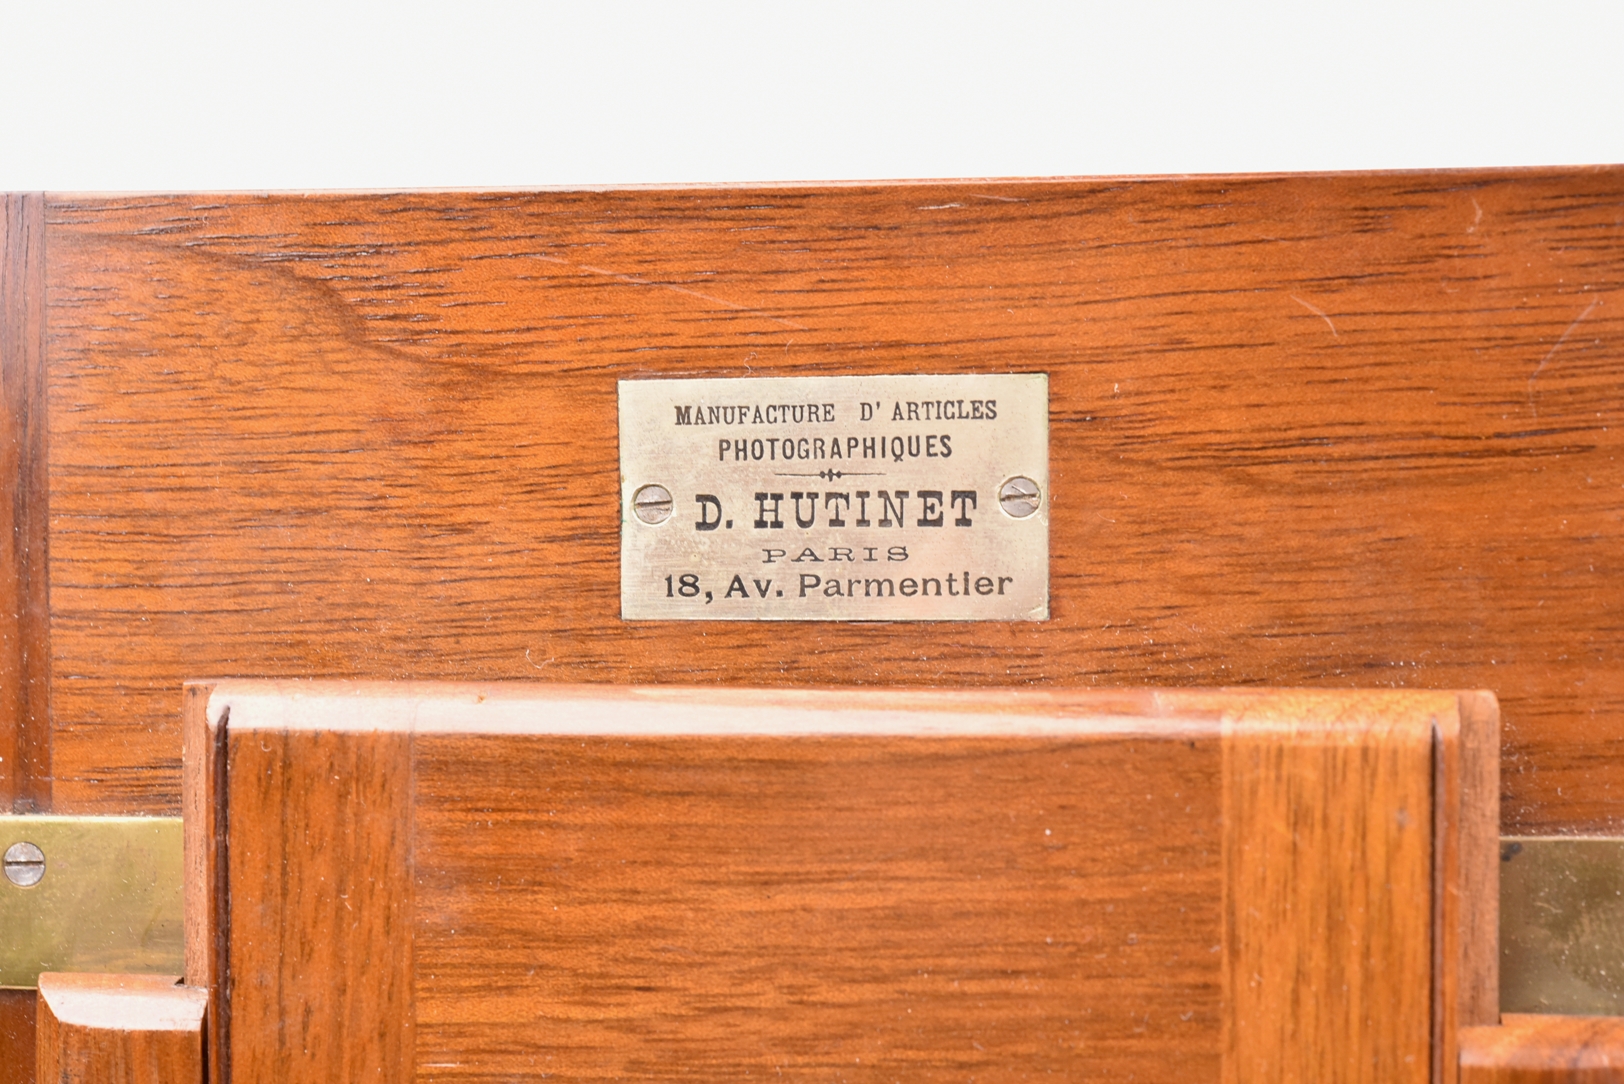 MANUFACTURE D' ARTICLES
PHOTOGRAPHIQUES
D. HUTINET
PARIS
18, Av. Parmentier